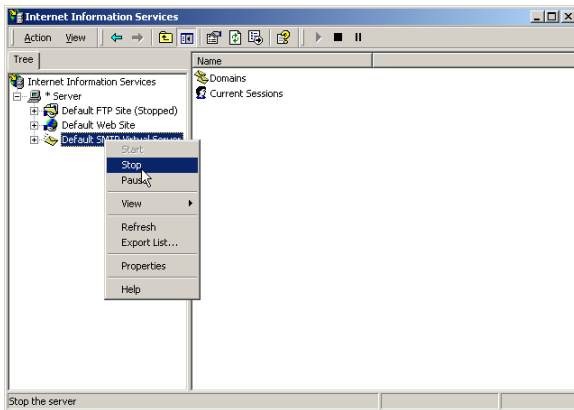 Internet Information Services
Action View
Tree
Name
Internet Information Services
* Server
Default FTP Site (Stopped)
Default Web Site
Default SMTP Virtual Server
Domains
Current Sessions
Start
Stop
Pause
View
Refresh
Export List...
Properties
Help
Stop the server